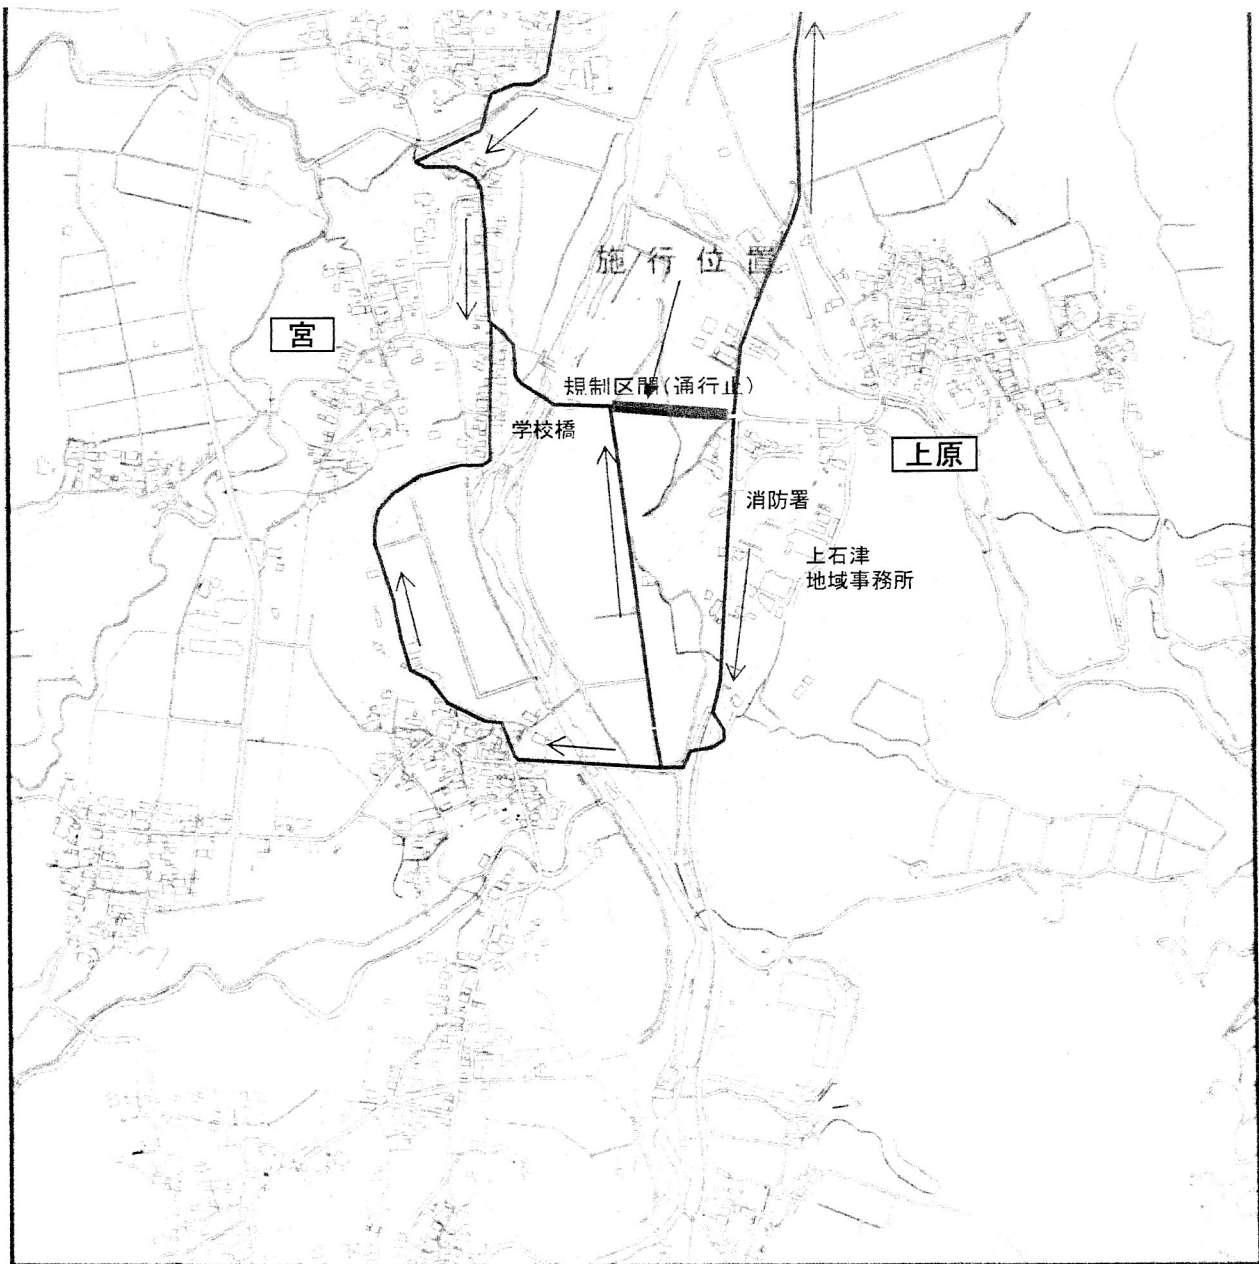 施行位置
宮
規制区間(通行止)
学校橋
上原
消防署
上石津
地域事務所